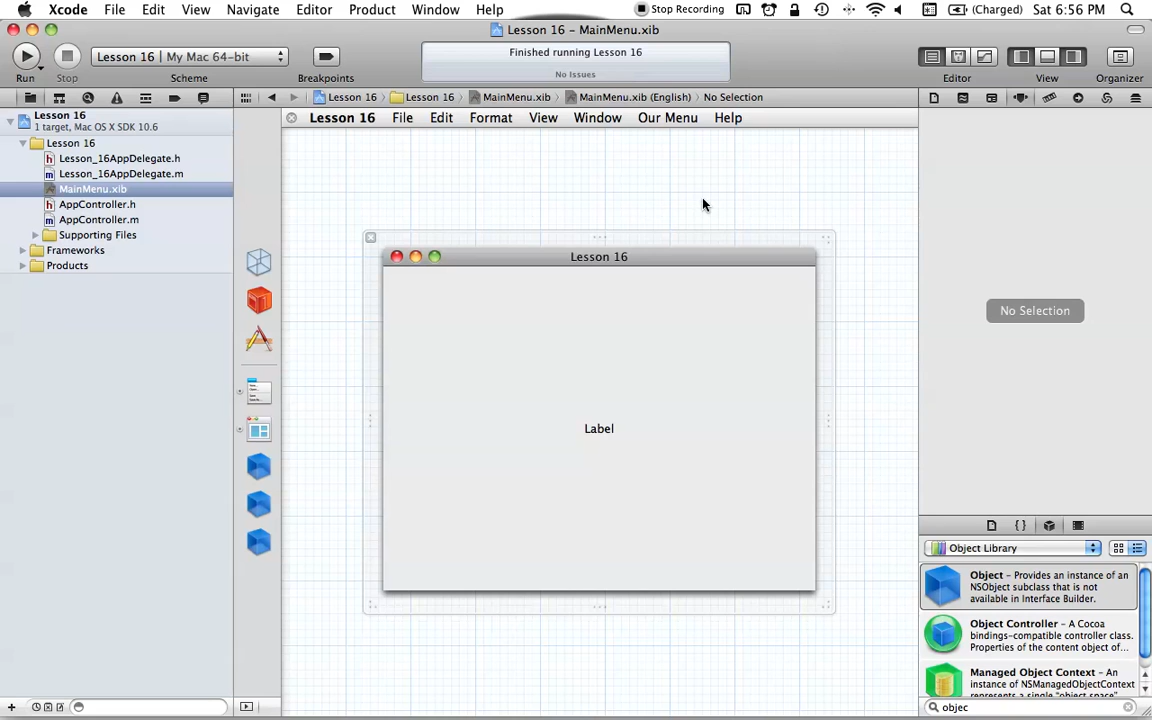 Xcode File Edit View Navigate Editor Product Window Help Stop Recording (Charged) Sat 6:56 PM
Lesson 16 – MainMenu.xib
Run Stop
Lesson 16 | My Mac 64-bit
Scheme
Breakpoints
Finished running Lesson 16
No Issues
Editor View Organizer
Lesson 16 Lesson 16 MainMenu.xib MainMenu.xib (English) No Selection
Lesson 16
1 target, Mac OS X SDK 10.6
Lesson 16
Lesson_16AppDelegate.h
Lesson_16AppDelegate.m
MainMenu.xib
AppController.h
AppController.m
Supporting Files
Frameworks
Products
Lesson 16 File Edit Format View Window Our Menu Help
Lesson 16
Label
No Selection
Object Library
Object – Provides an instance of an
NSObject subclass that is not
available in Interface Builder.
Object Controller – A Cocoa
bindings-compatible controller class.
Properties of the content object of...
Managed Object Context – An
instance of NSManagedObjectContext
represents a single "object space"
objec